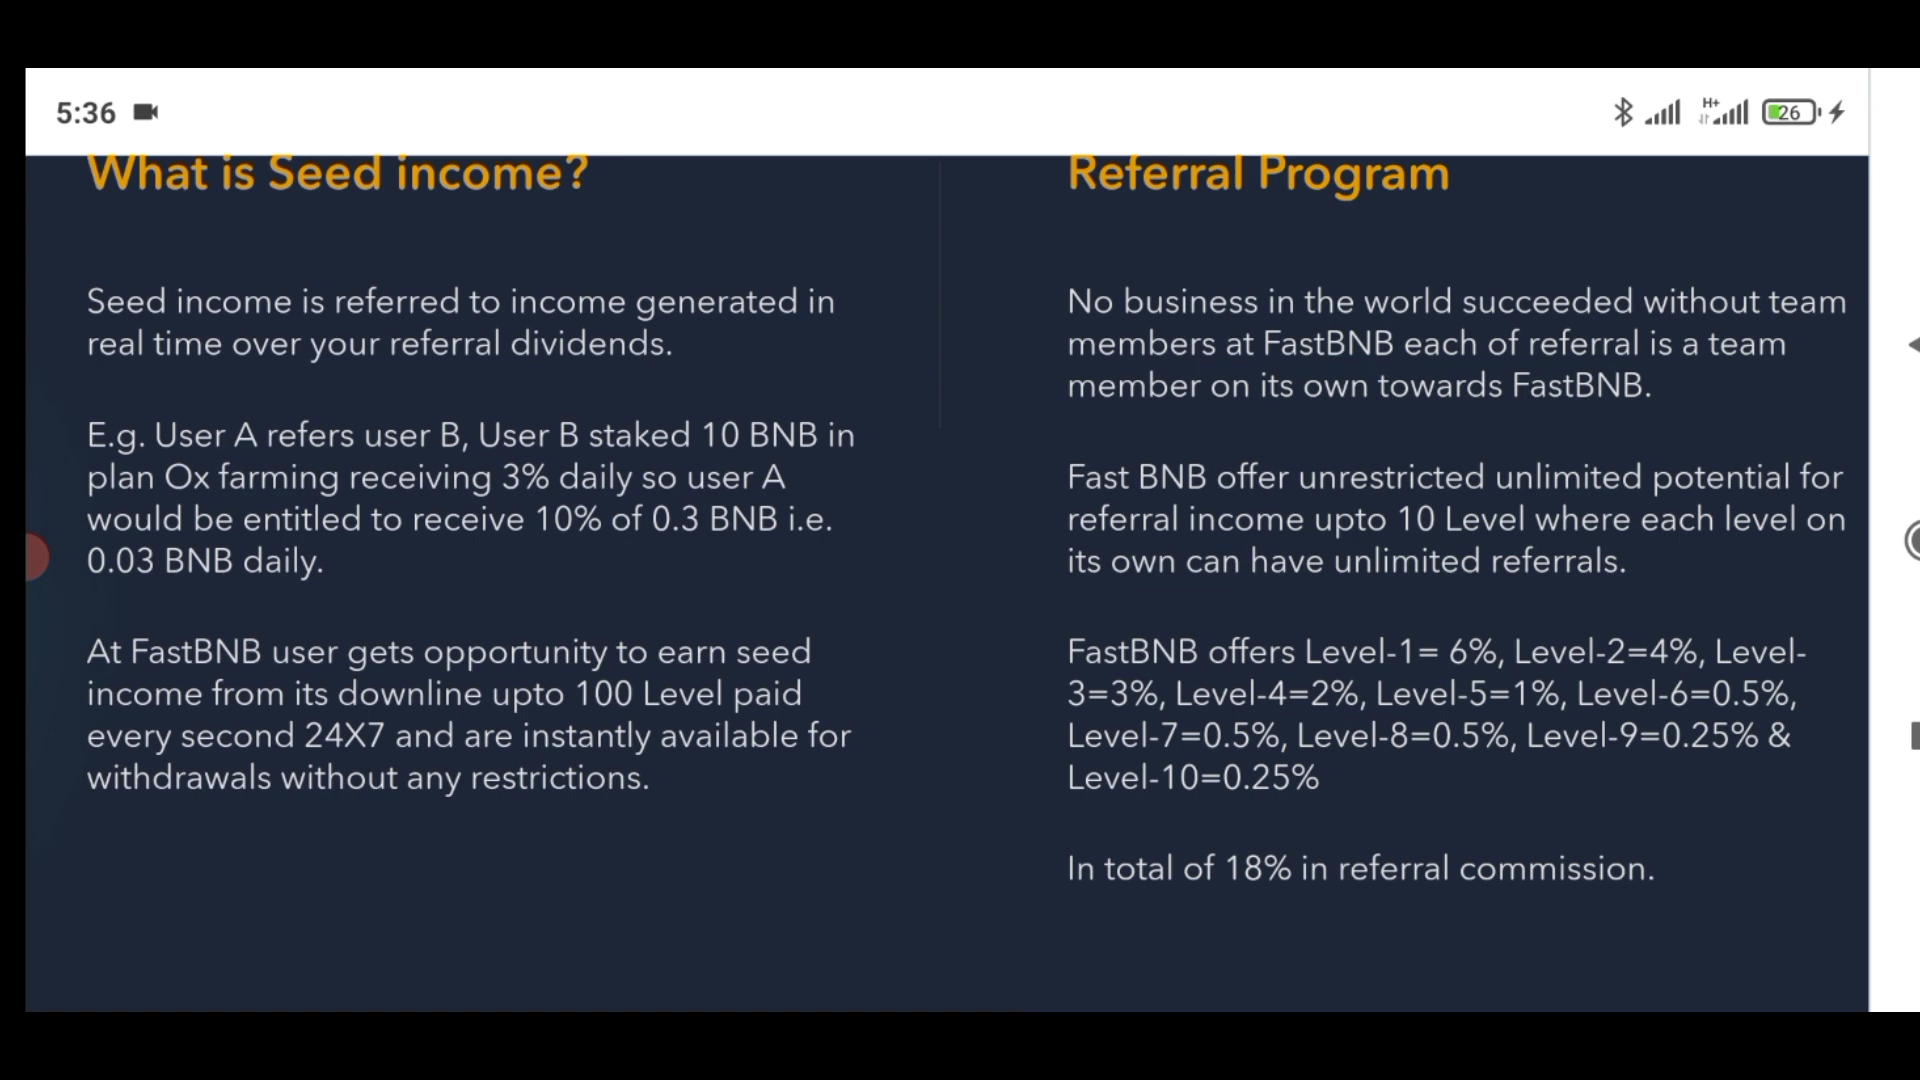 5:36
H+
26
What is Seed income?
Seed income is referred to income generated in
real time over your referral dividends.
E.g. User A refers user B, User B staked 10 BNB in
plan Ox farming receiving 3% daily so user A
would be entitled to receive 10% of 0.3 BNB i.e.
0.03 BNB daily.
At FastBNB user gets opportunity to earn seed
income from its downline upto 100 Level paid
every second 24X7 and are instantly available for
withdrawals without any restrictions.
Referral Program
No business in the world succeeded without team
members at FastBNB each of referral is a team
member on its own towards FastBNB.
Fast BNB offer unrestricted unlimited potential for
referral income upto 10 Level where each level on
its own can have unlimited referrals.
FastBNB offers Level-1= 6%, Level-2=4%, Level-
3=3%, Level-4=2%, Level-5=1%, Level-6=0.5%,
Level-7=0.5%, Level-8=0.5%, Level-9=0.25% &
Level-10=0.25%
In total of 18% in referral commission.